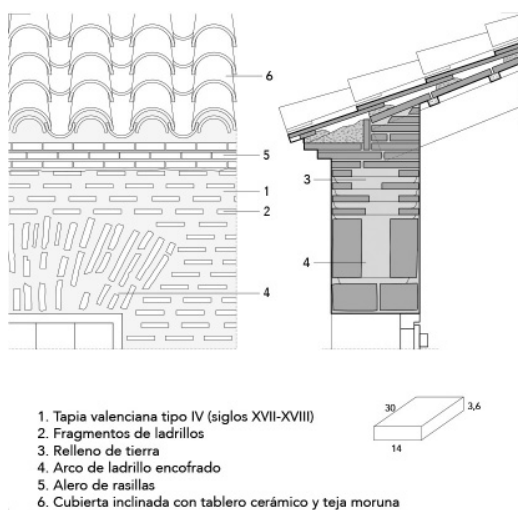 6
5
1
2
4
3
4
1. Tapia valenciana tipo IV (siglos XVII-XVIII)
2. Fragmentos de ladrillos
3. Relleno de tierra
4. Arco de ladrillo encofrado
5. Alero de rasillas
6. Cubierta inclinada con tablero cerámico y teja moruna
30
3,6
14